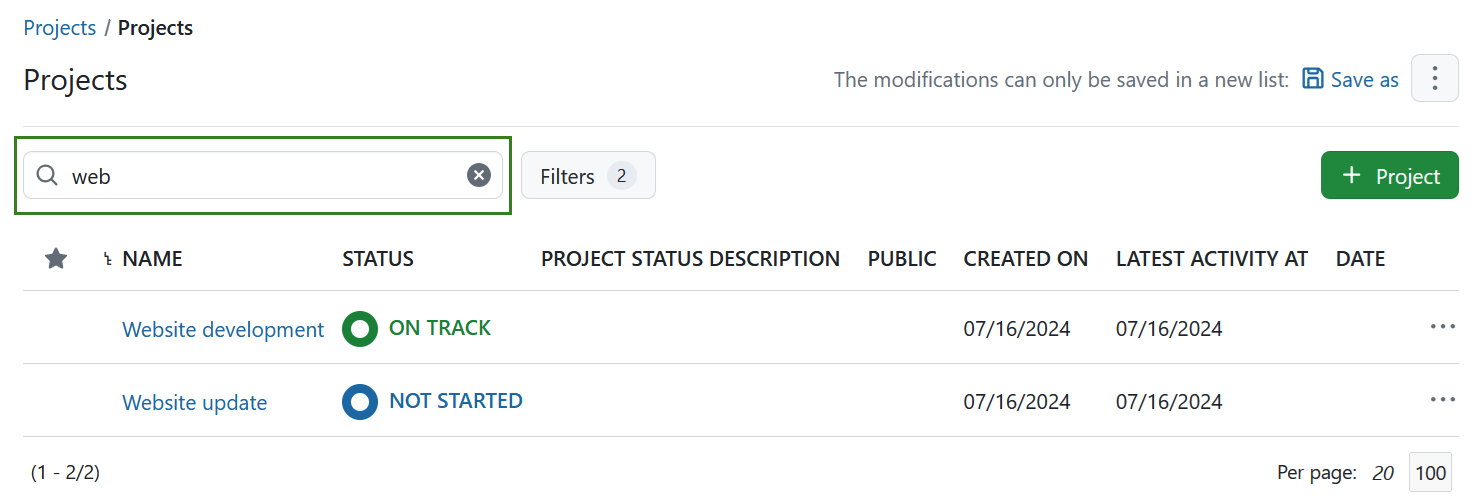 Projects / Projects
Projects
The modifications can only be saved in a new list: Save as
web
Filters 2
+ Project
NAME STATUS PROJECT STATUS DESCRIPTION PUBLIC CREATED ON LATEST ACTIVITY AT DATE
Website development ON TRACK 07/16/2024 07/16/2024
Website update NOT STARTED 07/16/2024 07/16/2024
(1 - 2/2) Per page: 20 100